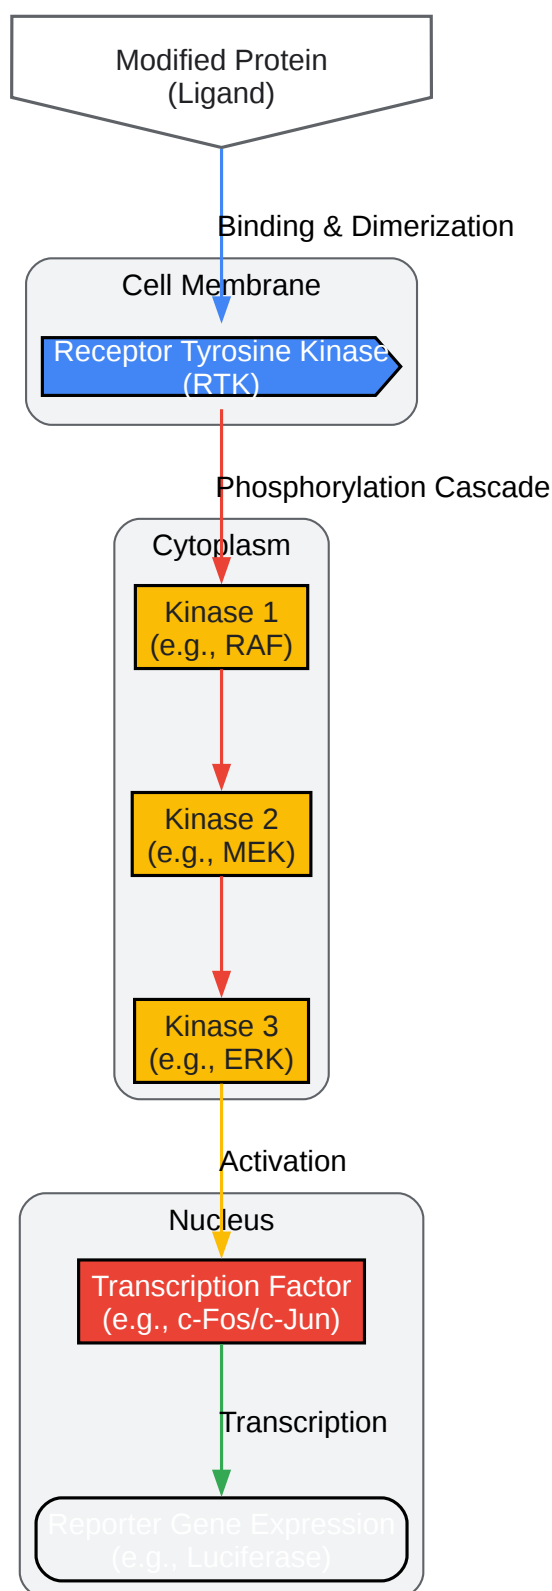 Modified Protein
(Ligand)
Binding & Dimerization
Cell Membrane
Receptor Tyrosine Kinase
(RTK)
Phosphorylation Cascade
Cytoplasm
Kinase 1
(e.g., RAF)
Kinase 2
(e.g., MEK)
Kinase 3
(e.g., ERK)
Activation
Nucleus
Transcription Factor
(e.g., c-Fos/c-Jun)
Transcription
Reporter Gene Expression
(e.g., Luciferase)